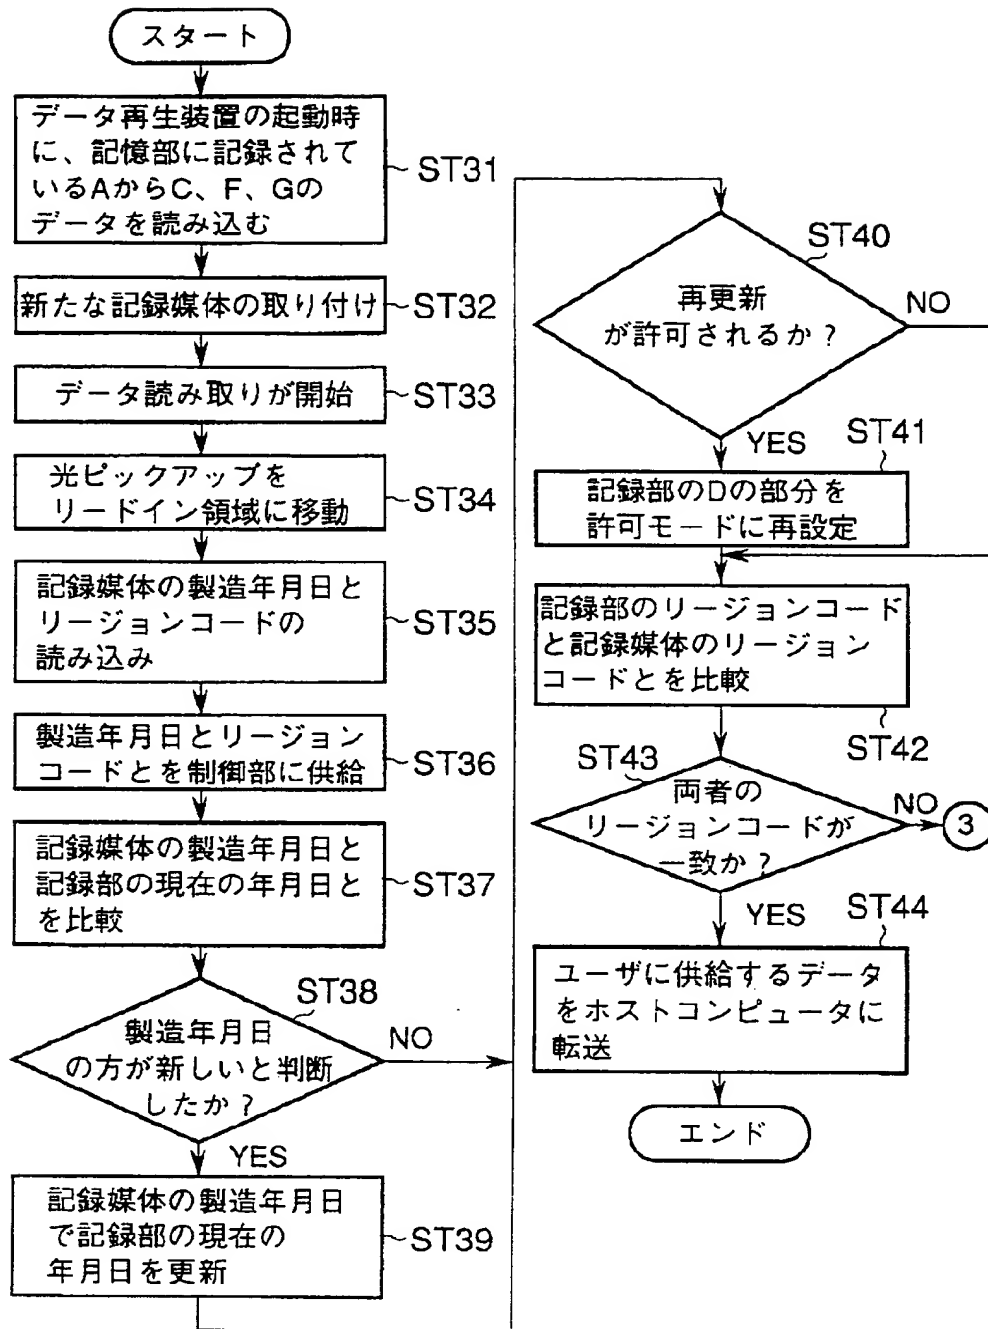 スタート
データ再生装置の起動時
に、記憶部に記録されて
いるAからC、F、Gの
データを読み込む
ST31
新たな記録媒体の取り付け
ST32
データ読み取りが開始
ST33
光ピックアップを
リードイン領域に移動
ST34
記録媒体の製造年月日と
リージョンコードの
読み込み
ST35
製造年月日とリージョン
コードとを制御部に供給
ST36
記録媒体の製造年月日と
記録部の現在の年月日と
を比較
ST37
ST38
製造年月日
の方が新しいと判断
したか?
NO
YES
記録媒体の製造年月日
で記録部の現在の
年月日を更新
ST39
ST40
再更新
が許可されるか?
NO
YES
ST41
記録部のDの部分を
許可モードに再設定
記録部のリージョンコード
と記録媒体のリージョン
コードとを比較
ST42
ST43
両者の
リージョンコードが
一致か?
NO
3
YES
ST44
ユーザに供給するデータ
をホストコンピュータに
転送
エンド